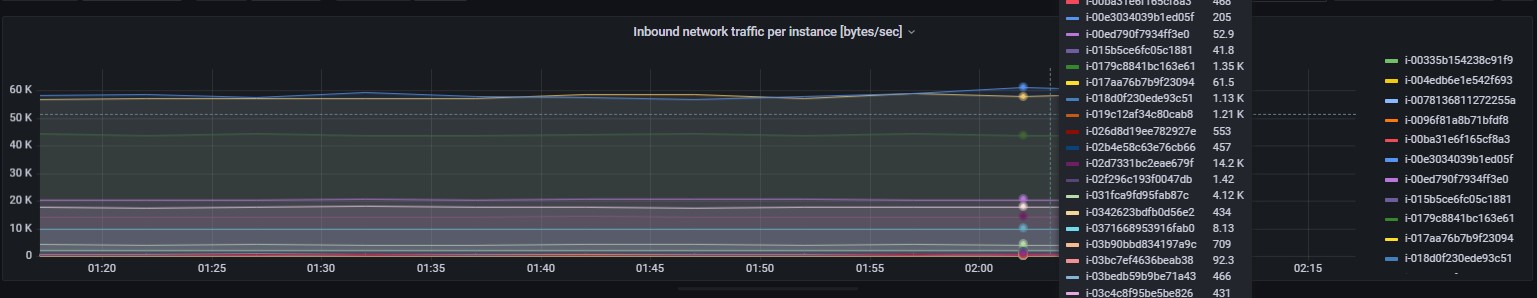 Inbound network traffic per instance [bytes/sec]
60 K
50 K
40 K
30 K
20 K
10 K
0
01:20
01:25
01:30
01:35
01:40
01:45
01:50
01:55
02:00
02:15
i-00ba31e6f165cf8a3 468
i-00e3034039b1ed05f 205
i-00ed790f7934ff3e0 52.9
i-015b5ce6fc05c1881 41.8
i-0179c8841bc163e61 1.35 K
i-017aa76b7b9f23094 61.5
i-018d0f230ede93c51 1.13 K
i-019c12af34c80cab8 1.21 K
i-026d8d19ee782927e 553
i-02b4e58c63e76cb66 457
i-02d7331bc2eae679f 14.2 K
i-02f296c193f0047db 1.42
i-031fca9fd95fab87c 4.12 K
i-0342623bdfb0d56e2 434
i-0371668953916fab0 8.13
i-03b90bbd834197a9c 709
i-03bc7ef4636beab38 92.3
i-03bedb59b9be71a43 466
i-03c4c8f95be5be826 431
i-00335b154238c91f9
i-004edb6e1e542f693
i-0078136811272255a
i-0096f81a8b71bfdf8
i-00ba31e6f165cf8a3
i-00e3034039b1ed05f
i-00ed790f7934ff3e0
i-015b5ce6fc05c1881
i-0179c8841bc163e61
i-017aa76b7b9f23094
i-018d0f230ede93c51